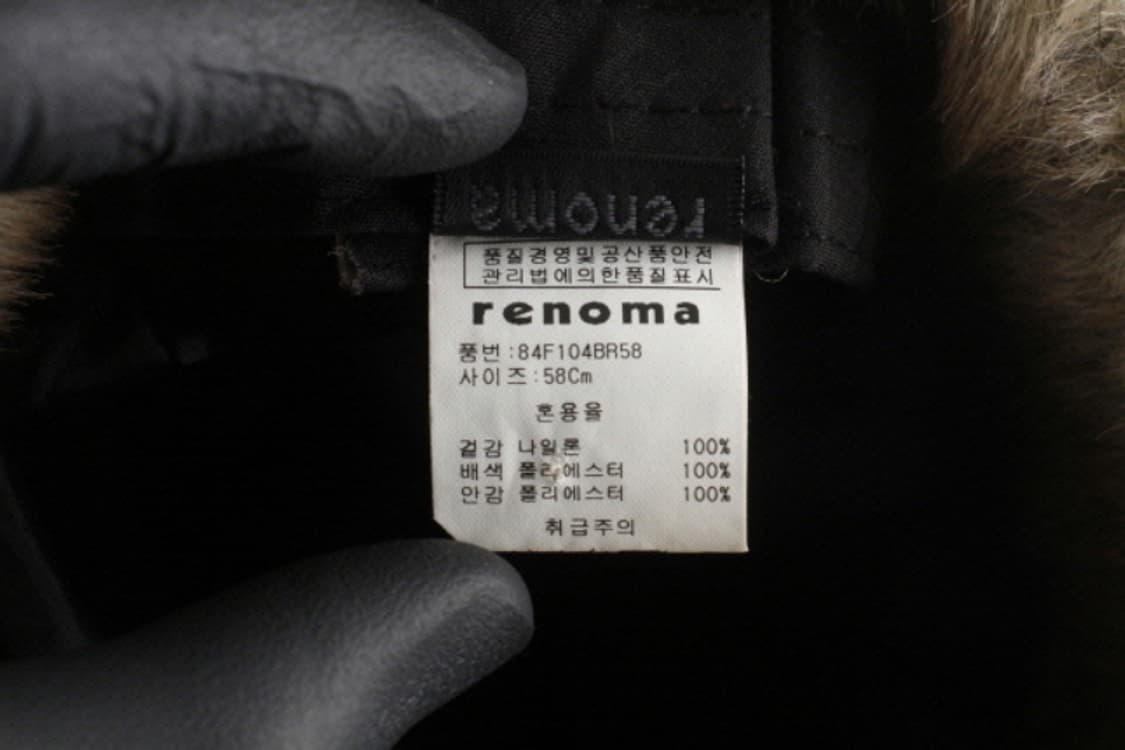 renoma
품질경영및 공산품안전
관리법에의한품질표시
renoma
품번:84F104BR58
사이즈:58Cm
혼용율
겉감 나일론 100%
배색 폴리에스터 100%
안감 폴리에스터 100%
취급주의